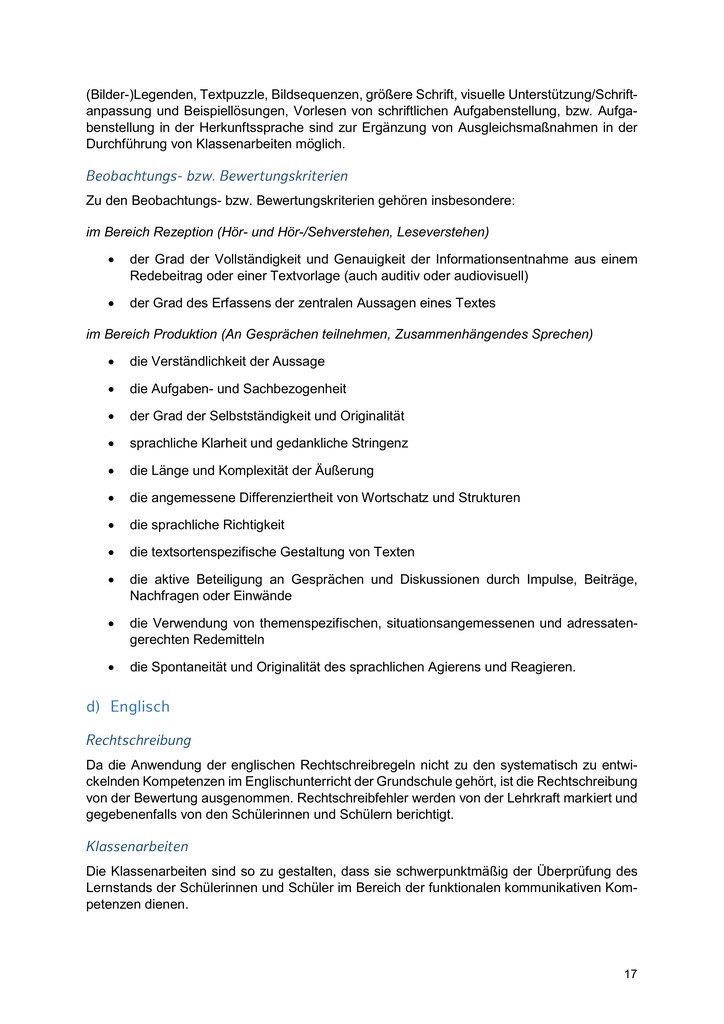 (Bilder-)Legenden, Textpuzzle, Bildsequenzen, größere Schrift, visuelle Unterstützung/Schrift-
anpassung und Beispiellösungen, Vorlesen von schriftlichen Aufgabenstellung, bzw. Aufga-
benstellung in der Herkunftssprache sind zur Ergänzung von Ausgleichsmaßnahmen in der
Durchführung von Klassenarbeiten möglich.
Beobachtungs- bzw. Bewertungskriterien
Zu den Beobachtungs- bzw. Bewertungskriterien gehören insbesondere:
im Bereich Rezeption (Hör- und Hör-/Sehverstehen, Leseverstehen)
• der Grad der Vollständigkeit und Genauigkeit der Informationsentnahme aus einem
Redebeitrag oder einer Textvorlage (auch auditiv oder audiovisuell)
• der Grad des Erfassens der zentralen Aussagen eines Textes
im Bereich Produktion (An Gesprächen teilnehmen, Zusammenhängendes Sprechen)
• die Verständlichkeit der Aussage
• die Aufgaben- und Sachbezogenheit
• der Grad der Selbstständigkeit und Originalität
• sprachliche Klarheit und gedankliche Stringenz
• die Länge und Komplexität der Äußerung
• die angemessene Differenziertheit von Wortschatz und Strukturen
• die sprachliche Richtigkeit
• die textsortenspezifische Gestaltung von Texten
• die aktive Beteiligung an Gesprächen und Diskussionen durch Impulse, Beiträge,
Nachfragen oder Einwände
• die Verwendung von themenspezifischen, situationsangemessenen und adressaten-
gerechten Redemitteln
• die Spontaneität und Originalität des sprachlichen Agierens und Reagieren.
d) Englisch
Rechtschreibung
Da die Anwendung der englischen Rechtschreibregeln nicht zu den systematisch zu entwi-
ckelnden Kompetenzen im Englischunterricht der Grundschule gehört, ist die Rechtschreibung
von der Bewertung ausgenommen. Rechtschreibfehler werden von der Lehrkraft markiert und
gegebenenfalls von den Schülerinnen und Schülern berichtigt.
Klassenarbeiten
Die Klassenarbeiten sind so zu gestalten, dass sie schwerpunktmäßig der Überprüfung des
Lernstands der Schülerinnen und Schüler im Bereich der funktionalen kommunikativen Kom-
petenzen dienen.
17